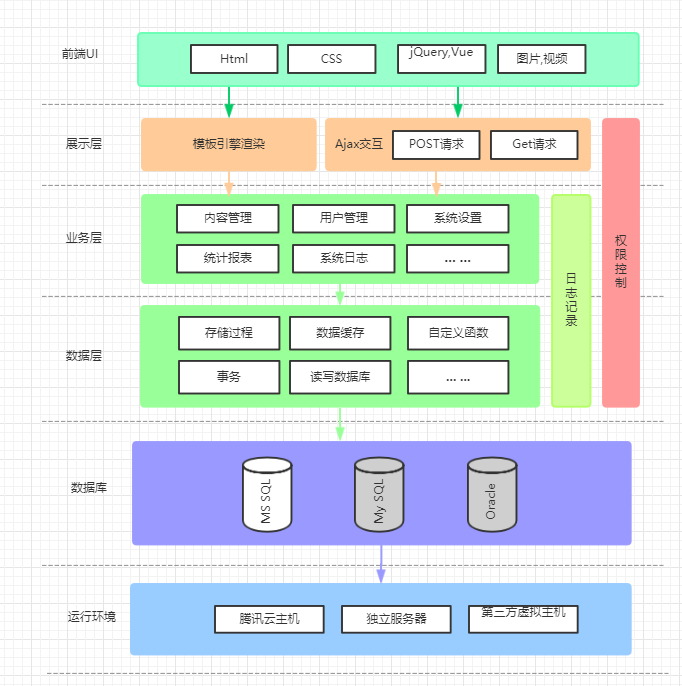 前端UI
Html
CSS
jQuery,Vue
图片,视频
展示层
模板引擎渲染
Ajax交互
POST请求
Get请求
业务层
内容管理
用户管理
系统设置
统计报表
系统日志
... ...
日志记录
权限控制
数据层
存储过程
数据缓存
自定义函数
事务
读写数据库
... ...
数据库
MS SQL
My SQL
Oracle
运行环境
腾讯云主机
独立服务器
第三方虚拟主机